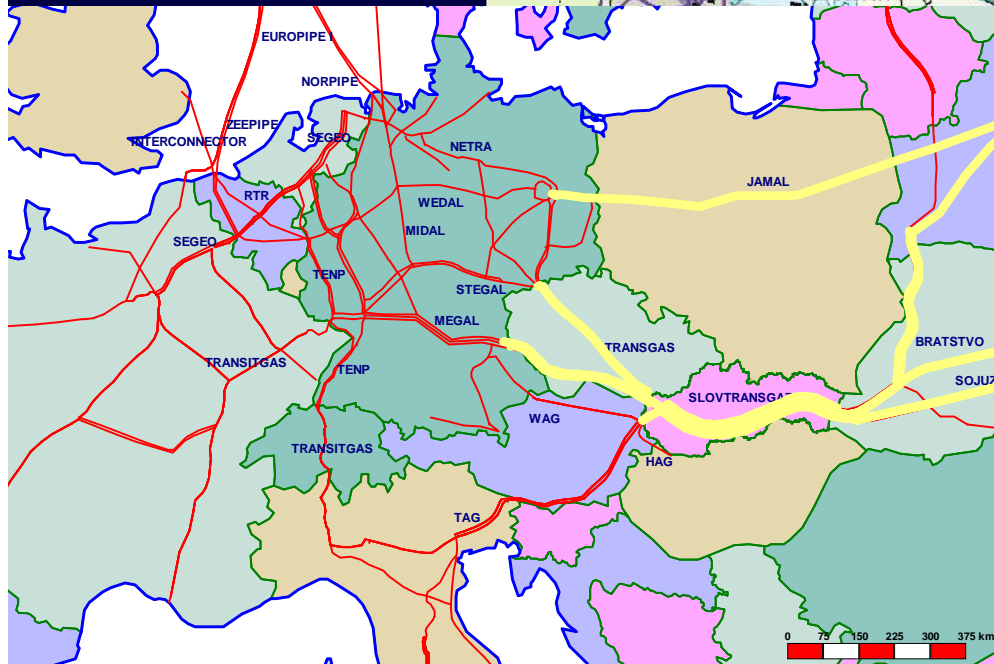 EUROPIPE I
NORPIPE
ZEEPIPE
INTERCONNECTOR
SEGEO
NETRA
JAMAL
RTR
WEDAL
MIDAL
SEGEO
TENP
STEGAL
MEGAL
BRATSTVO
TRANSGAS
TRANSITGAS
TENP
SOJUZ
SLOVTRANSGAZ
WAG
TRANSITGAS
HAG
TAG
0 75 150 225 300 375 km